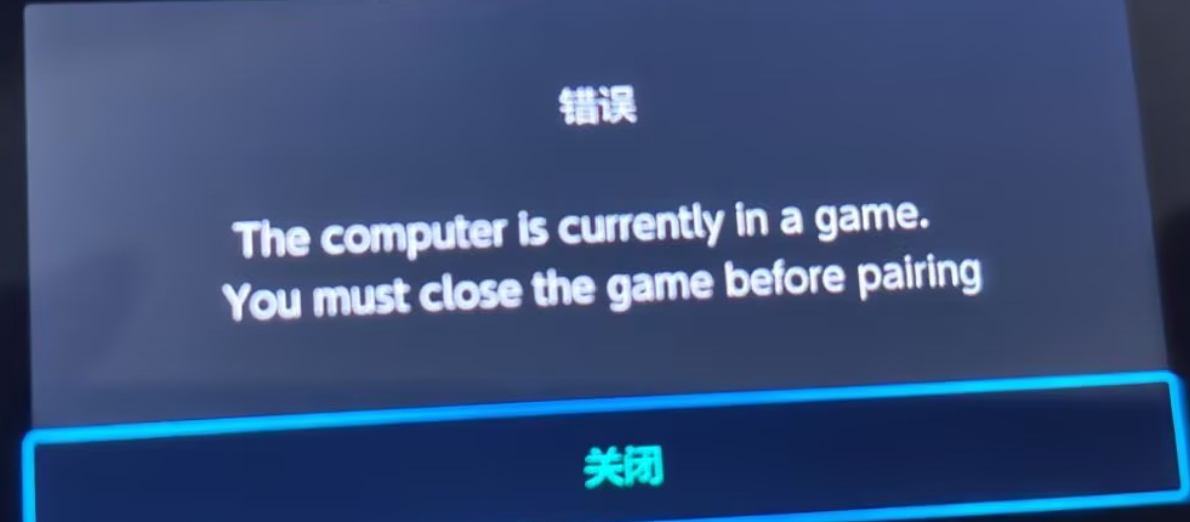 错误
The computer is currently in a game.
You must close the game before pairing
关闭